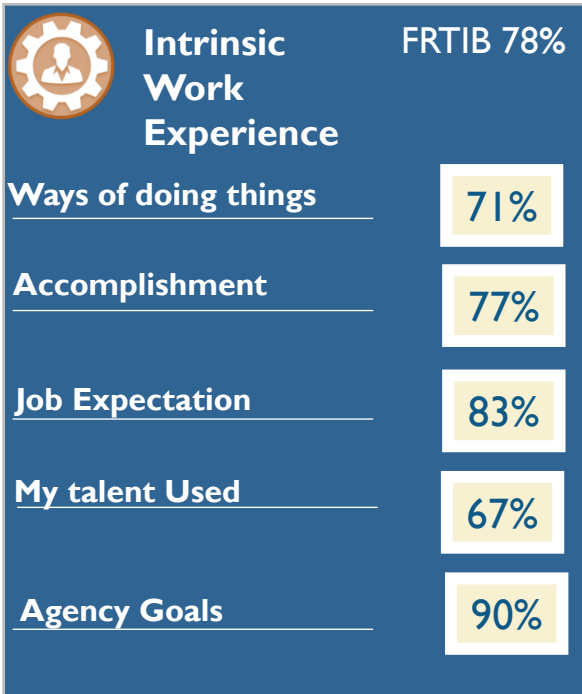 Intrinsic FRTIB 78%
Work
Experience
Ways of doing things 71%
Accomplishment 77%
Job Expectation 83%
My talent Used 67%
Agency Goals 90%